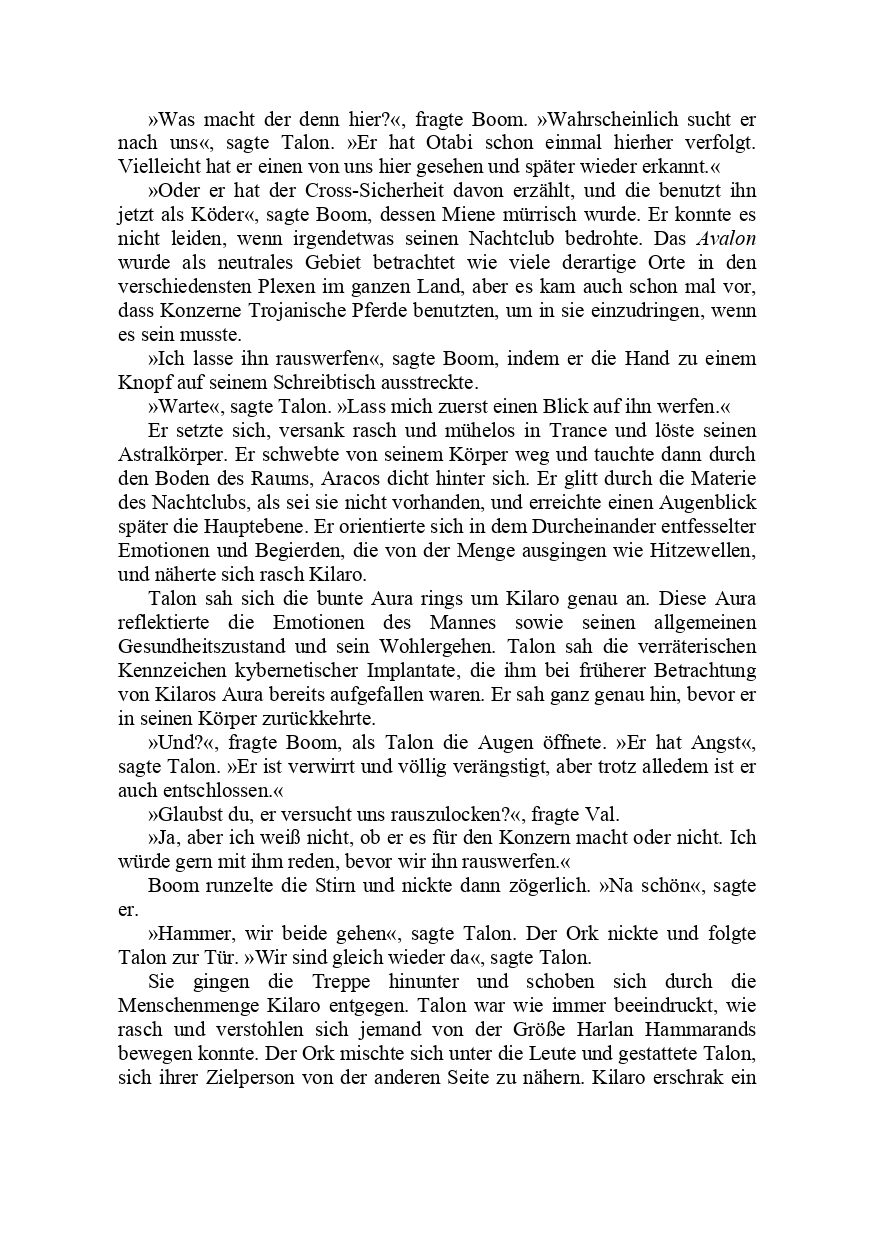 »Was macht der denn hier?«, fragte Boom. »Wahrscheinlich sucht er
nach uns«, sagte Talon. »Er hat Otabi schon einmal hierher verfolgt.
Vielleicht hat er einen von uns hier gesehen und später wieder erkannt.«
»Oder er hat der Cross-Sicherheit davon erzählt, und die benutzt ihn
jetzt als Köder«, sagte Boom, dessen Miene mürrisch wurde. Er konnte es
nicht leiden, wenn irgendetwas seinen Nachtclub bedrohte. Das Avalon
wurde als neutrales Gebiet betrachtet wie viele derartige Orte in den
verschiedensten Plexen im ganzen Land, aber es kam auch schon mal vor,
dass Konzerne Trojanische Pferde benutzten, um in sie einzudringen, wenn
es sein musste.
»Ich lasse ihn rauswerfen«, sagte Boom, indem er die Hand zu einem
Knopf auf seinem Schreibtisch ausstreckte.
»Warte«, sagte Talon. »Lass mich zuerst einen Blick auf ihn werfen.«
Er setzte sich, versank rasch und mühelos in Trance und löste seinen
Astralkörper. Er schwebte von seinem Körper weg und tauchte dann durch
den Boden des Raums, Aracos dicht hinter sich. Er glitt durch die Materie
des Nachtclubs, als sei sie nicht vorhanden, und erreichte einen Augenblick
später die Hauptebene. Er orientierte sich in dem Durcheinander entfesselter
Emotionen und Begierden, die von der Menge ausgingen wie Hitzewellen,
und näherte sich rasch Kilaro.
Talon sah sich die bunte Aura rings um Kilaro genau an. Diese Aura
reflektierte die Emotionen des Mannes sowie seinen allgemeinen
Gesundheitszustand und sein Wohlergehen. Talon sah die verräterischen
Kennzeichen kybernetischer Implantate, die ihm bei früherer Betrachtung
von Kilaros Aura bereits aufgefallen waren. Er sah ganz genau hin, bevor er
in seinen Körper zurückkehrte.
»Und?«, fragte Boom, als Talon die Augen öffnete. »Er hat Angst«,
sagte Talon. »Er ist verwirrt und völlig verängstigt, aber trotz alledem ist er
auch entschlossen.«
»Glaubst du, er versucht uns rauszulocken?«, fragte Val.
»Ja, aber ich weiß nicht, ob er es für den Konzern macht oder nicht. Ich
würde gern mit ihm reden, bevor wir ihn rauswerfen.«
Boom runzelte die Stirn und nickte dann zögerlich. »Na schön«, sagte
er.
»Hammer, wir beide gehen«, sagte Talon. Der Ork nickte und folgte
Talon zur Tür. »Wir sind gleich wieder da«, sagte Talon.
Sie gingen die Treppe hinunter und schoben sich durch die
Menschenmenge Kilaro entgegen. Talon war wie immer beeindruckt, wie
rasch und verstohlen sich jemand von der Größe Harlan Hammarands
bewegen konnte. Der Ork mischte sich unter die Leute und gestattete Talon,
sich ihrer Zielperson von der anderen Seite zu nähern. Kilaro erschrak ein